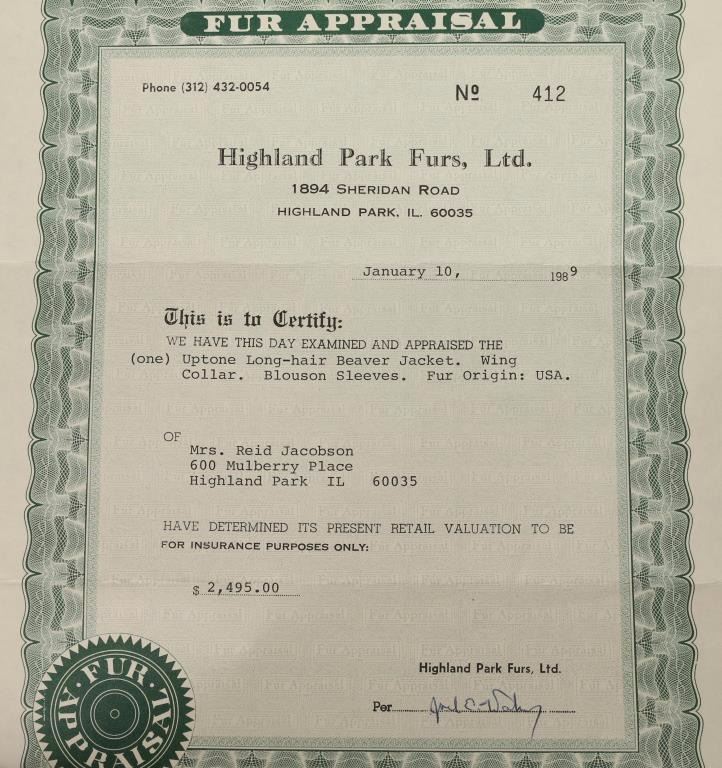 FUR APPRAISAL
Phone (312) 432-0054
Nº 412
Highland Park Furs, Ltd.
1894 SHERIDAN ROAD
HIGHLAND PARK, IL. 60035
January 10, 1989
This is to Certify:
WE HAVE THIS DAY EXAMINED AND APPRAISED THE
(one) Uptone Long-hair Beaver Jacket. Wing
Collar. Blouson Sleeves. Fur Origin: USA.
OF
Mrs. Reid Jacobson
600 Mulberry Place
Highland Park IL 60035
HAVE DETERMINED ITS PRESENT RETAIL VALUATION TO BE
FOR INSURANCE PURPOSES ONLY:
$ 2,495.00
Highland Park Furs, Ltd.
Per
FUR APPRAISAL